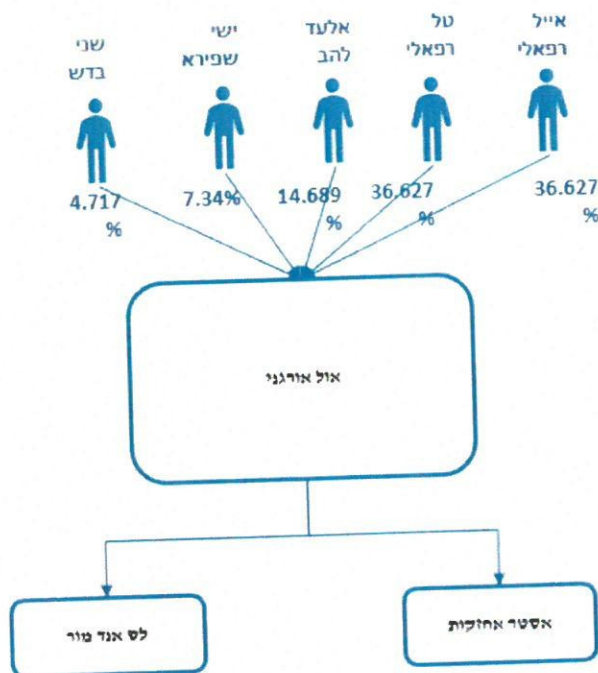 אייל
רפאלי
טל
רפאלי
אלעד
להב
ישי
שפירא
שני
בדש
36.627
%
36.627
%
14.689
%
7.34%
4.717
%
אול אורגני
אסטר אחזקות
לס אנד מור